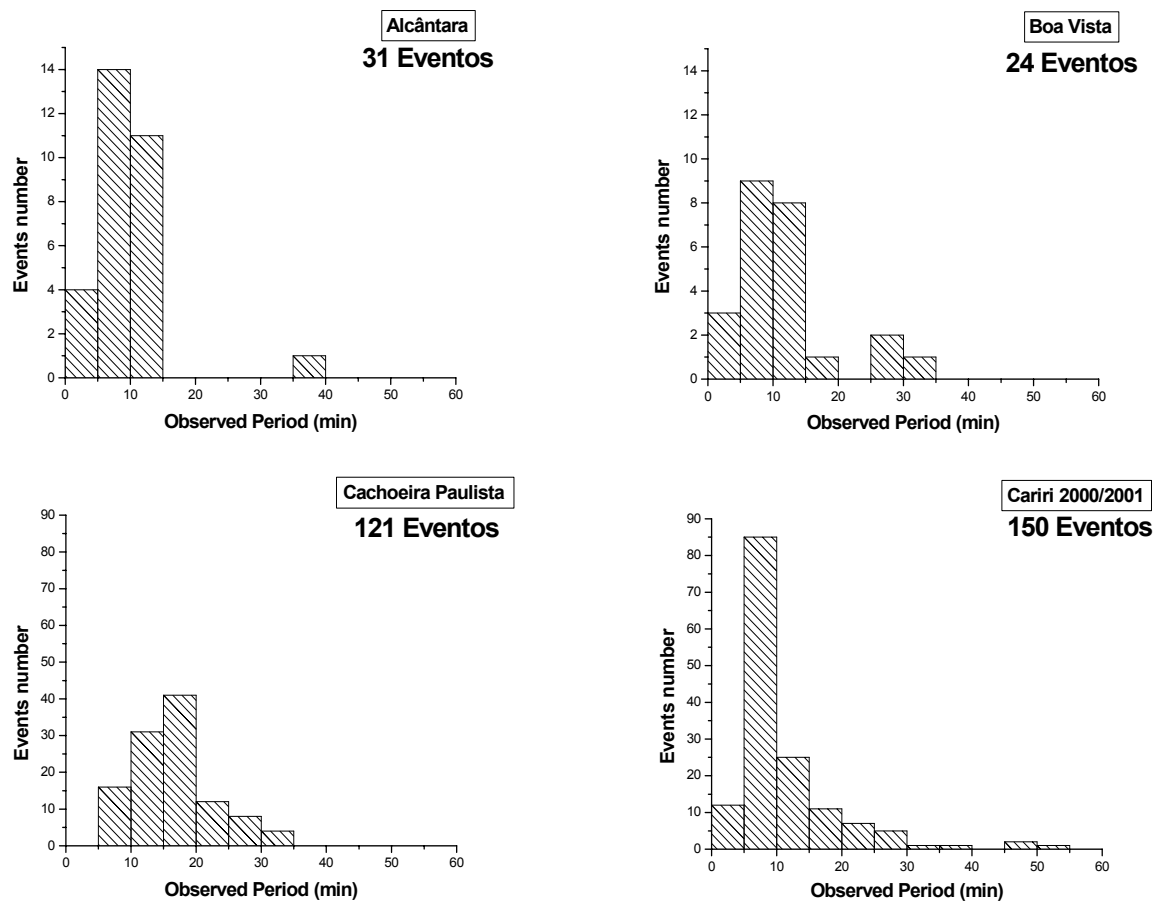 Alcântara
31 Eventos
14
12
10
8
6
4
2
0
Events number
0 10 20 30 40 50 60
Observed Period (min)
Boa Vista
24 Eventos
14
12
10
8
6
4
2
0
Events number
0 10 20 30 40 50 60
Observed Period (min)
Cachoeira Paulista
121 Eventos
90
80
70
60
50
40
30
20
10
0
Events number
0 10 20 30 40 50 60
Observed Period (min)
Cariri 2000/2001
150 Eventos
90
80
70
60
50
40
30
20
10
0
Events number
0 10 20 30 40 50 60
Observed Period (min)